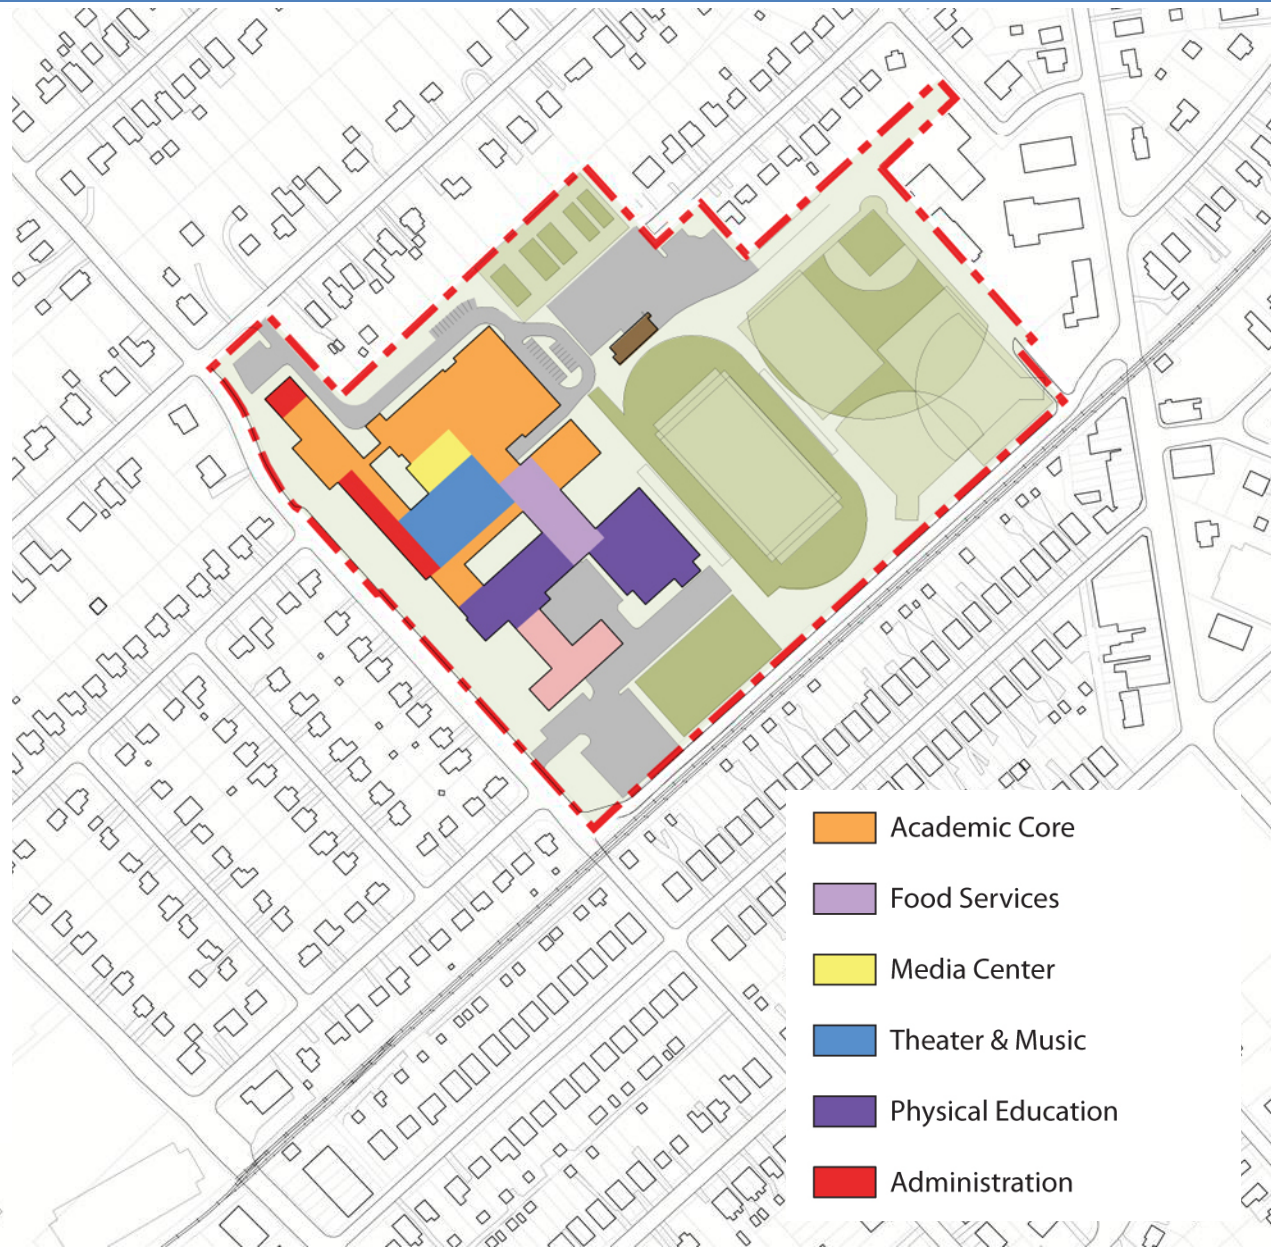 Academic Core
Food Services
Media Center
Theater & Music
Physical Education
Administration